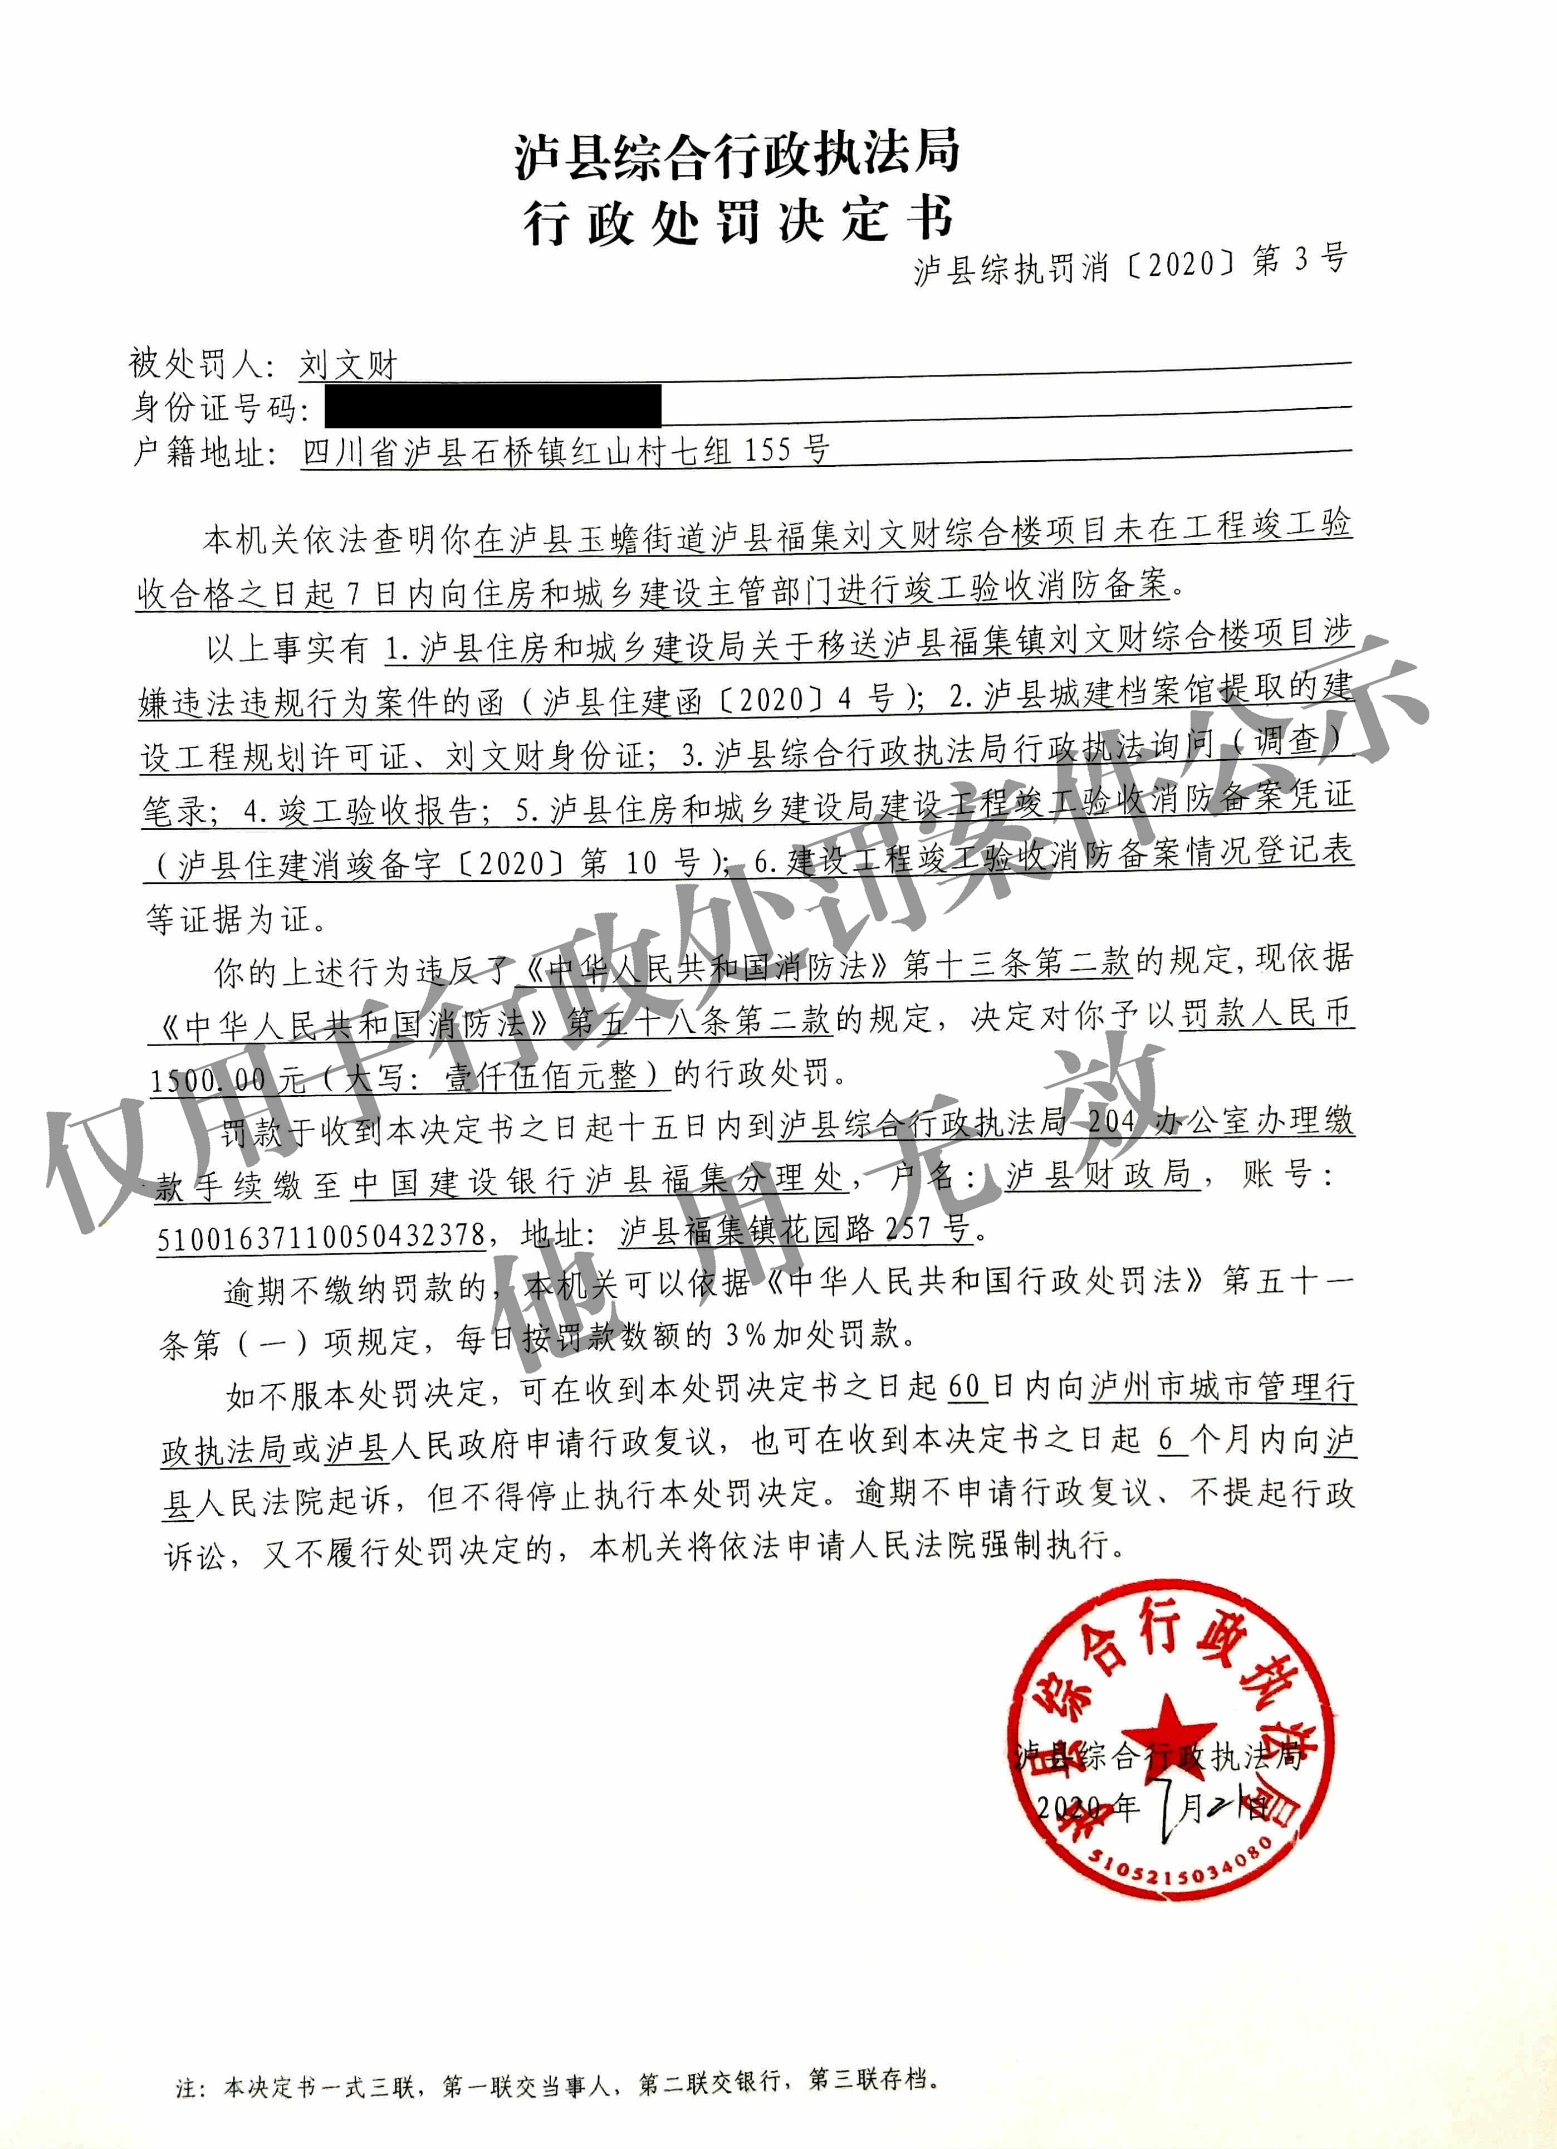 泸县综合行政执法局
行政处罚决定书
泸县综执罚消〔2020〕第 3 号
被处罚人：刘文财
身份证号码：
户籍地址：四川省泸县石桥镇红山村七组 155 号
本机关依法查明你在泸县玉蟾街道泸县福集刘文财综合楼项目未在工程竣工验
收合格之日起 7 日内向住房和城乡建设主管部门进行竣工验收消防备案。
以上事实有 1.泸县住房和城乡建设局关于移送泸县福集镇刘文财综合楼项目涉
嫌违法违规行为案件的函（泸县住建函〔2020〕4 号）；2.泸县城建档案馆提取的建
设工程规划许可证、刘文财身份证；3.泸县综合行政执法局行政执法询问（调查）
笔录；4.竣工验收报告；5.泸县住房和城乡建设局建设工程竣工验收消防备案凭证
（泸县住建消竣备字〔2020〕第 10 号）；6.建设工程竣工验收消防备案情况登记表
等证据为证。
你的上述行为违反了《中华人民共和国消防法》第十三条第二款的规定,现依据
《中华人民共和国消防法》第五十八条第二款的规定，决定对你予以罚款人民币
1500.00 元（大写：壹仟伍佰元整）的行政处罚。
罚款于收到本决定书之日起十五日内到泸县综合行政执法局 204 办公室办理缴
款手续缴至中国建设银行泸县福集分理处，户名：泸县财政局，账号：
51001637110050432378，地址：泸县福集镇花园路 257 号。
逾期不缴纳罚款的，本机关可以依据《中华人民共和国行政处罚法》第五十一
条第（一）项规定，每日按罚款数额的 3%加处罚款。
如不服本处罚决定，可在收到本处罚决定书之日起 60 日内向泸州市城市管理行
政执法局或泸县人民政府申请行政复议，也可在收到本决定书之日起 6 个月内向泸
县人民法院起诉，但不得停止执行本处罚决定。逾期不申请行政复议、不提起行政
诉讼，又不履行处罚决定的，本机关将依法申请人民法院强制执行。
泸县综合行政执法局
2020 年 7 月 21 日
泸县综合行政执法局
5105215034080
注：本决定书一式三联，第一联交当事人，第二联交银行，第三联存档。
仅用于行政处罚案件公示
他用无效